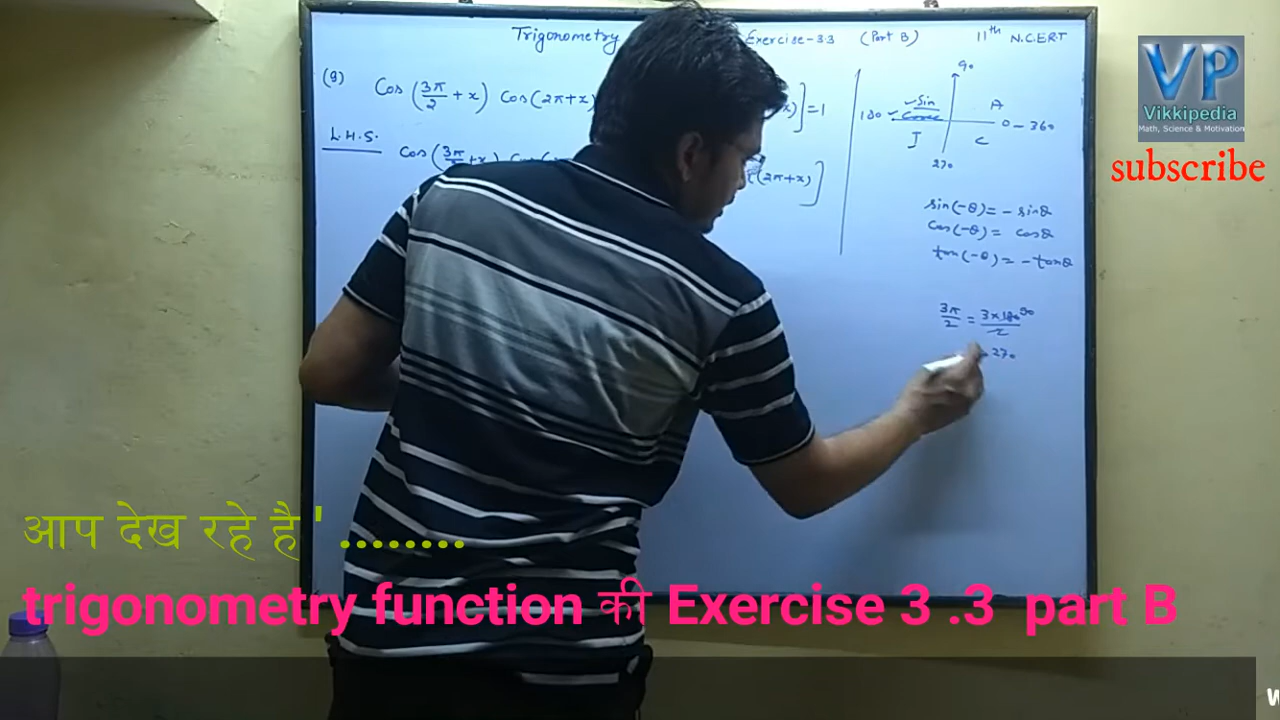 Trigonometry Exercise-3.3 (Part B) 11th N.C.E.R.T
(9) Cos (3π/2 + x) Cos(2π+x) x)]=1
L.H.S. Cos(3π/2+x) (2π+x)]
90
Sin A
180 Cosec 0-360
T C
270
sin(-θ)= - sinθ
cos(-θ)= cosθ
tan(-θ)= -tanθ
3π/2 = 3×180 90/2
270
VP
Vikkipedia
Math, Science & Motivation
subscribe
आप देख रहे है'........
trigonometry function की Exercise 3 .3 part B
W